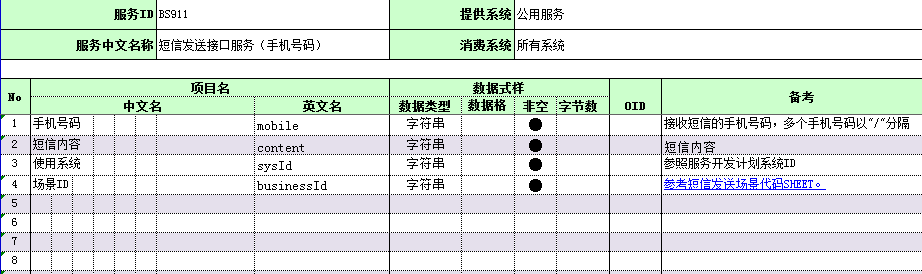 服务ID BS911 提供系统 公用服务
服务中文名称 短信发送接口服务（手机号码） 消费系统 所有系统
No 项目名 数据式样 OID 备考
中文名 英文名 数据类型 数据格 非空 字节数
1 手机号码 mobile 字符串 ● 接收短信的手机号码，多个手机号码以"/"分隔
2 短信内容 content 字符串 ● 短信内容
3 使用系统 sysId 字符串 ● 参照服务开发计划系统ID
4 场景ID businessId 字符串 ● 参考短信发送场景代码SHEET。
5
6
7
8